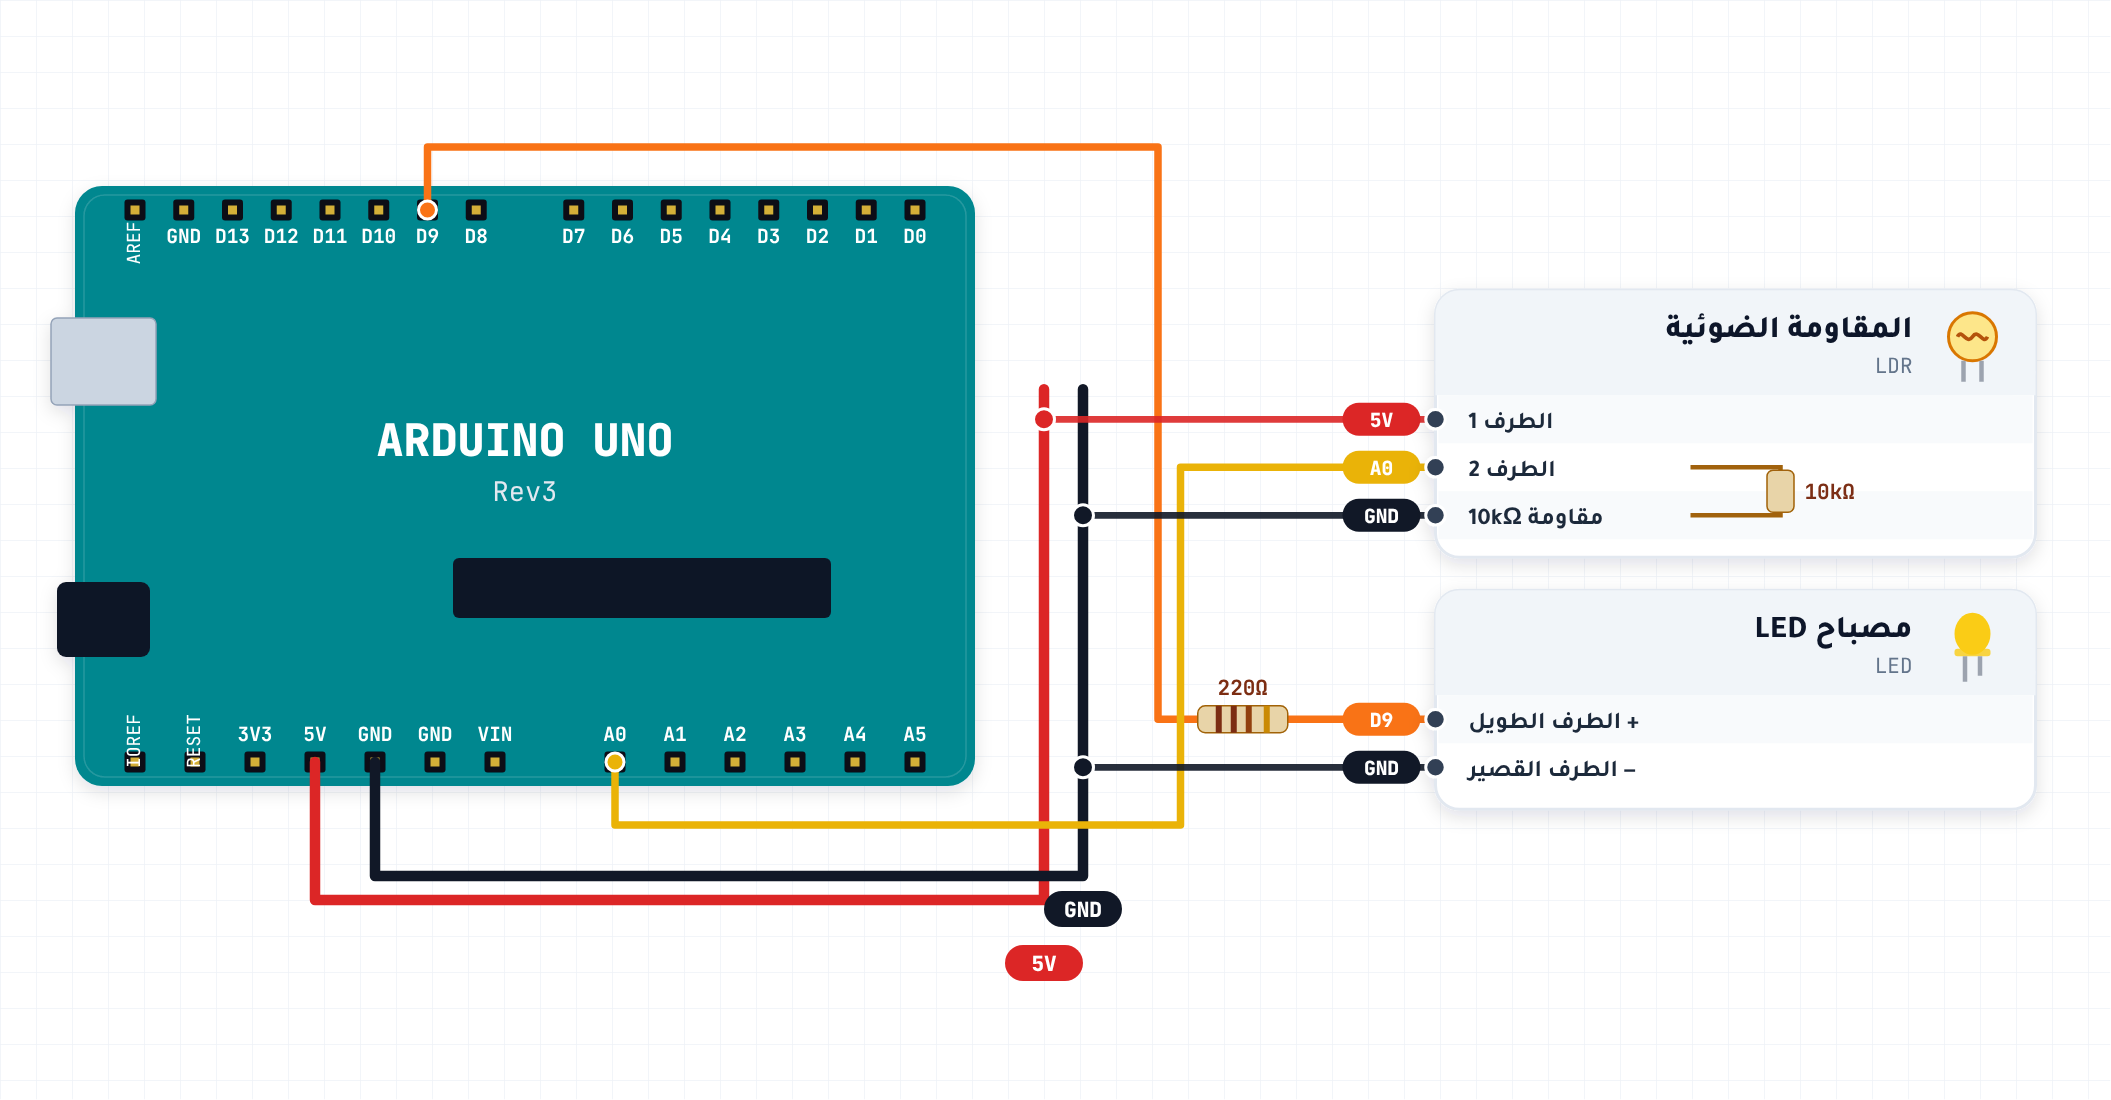 AREF GND D13 D12 D11 D10 D9 D8 D7 D6 D5 D4 D3 D2 D1 D0
ARDUINO UNO
Rev3
IOREF RESET 3V3 5V GND GND VIN A0 A1 A2 A3 A4 A5
GND
5V
المقاومة الضوئية
LDR
5V الطرف 1
A0 الطرف 2
10kΩ
GND مقاومة 10kΩ
مصباح LED
LED
220Ω
D9 الطرف الطويل +
GND الطرف القصير −